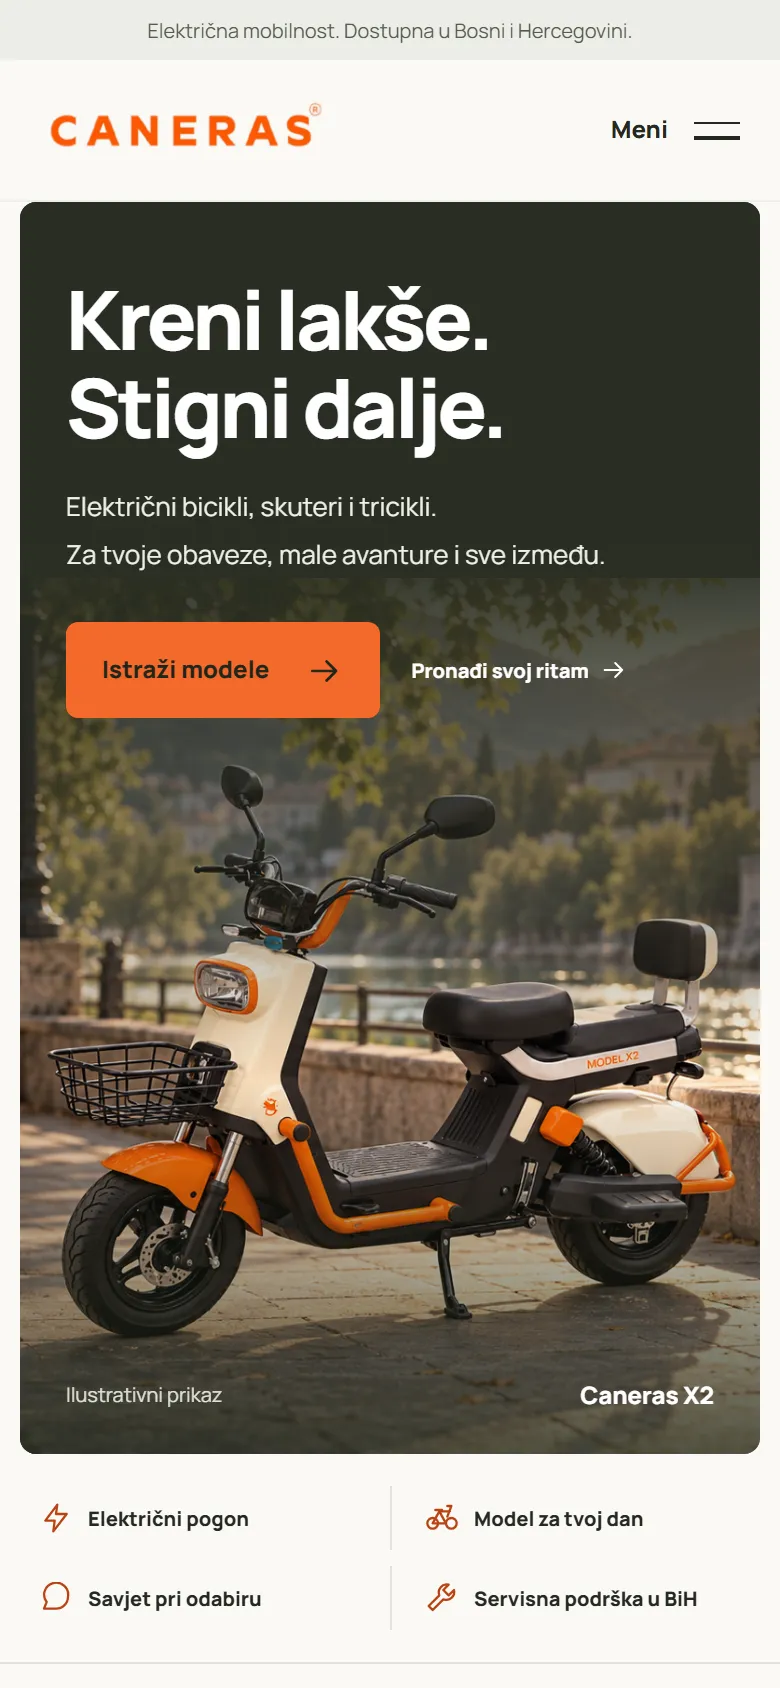 Električna mobilnost. Dostupna u Bosni i Hercegovini.
CANERAS®
Meni
Kreni lakše.
Stigni dalje.
Električni bicikli, skuteri i tricikli.
Za tvoje obaveze, male avanture i sve između.
Istraži modele
Pronađi svoj ritam
MODEL X2
Ilustrativni prikaz
Caneras X2
Električni pogon
Model za tvoj dan
Savjet pri odabiru
Servisna podrška u BiH